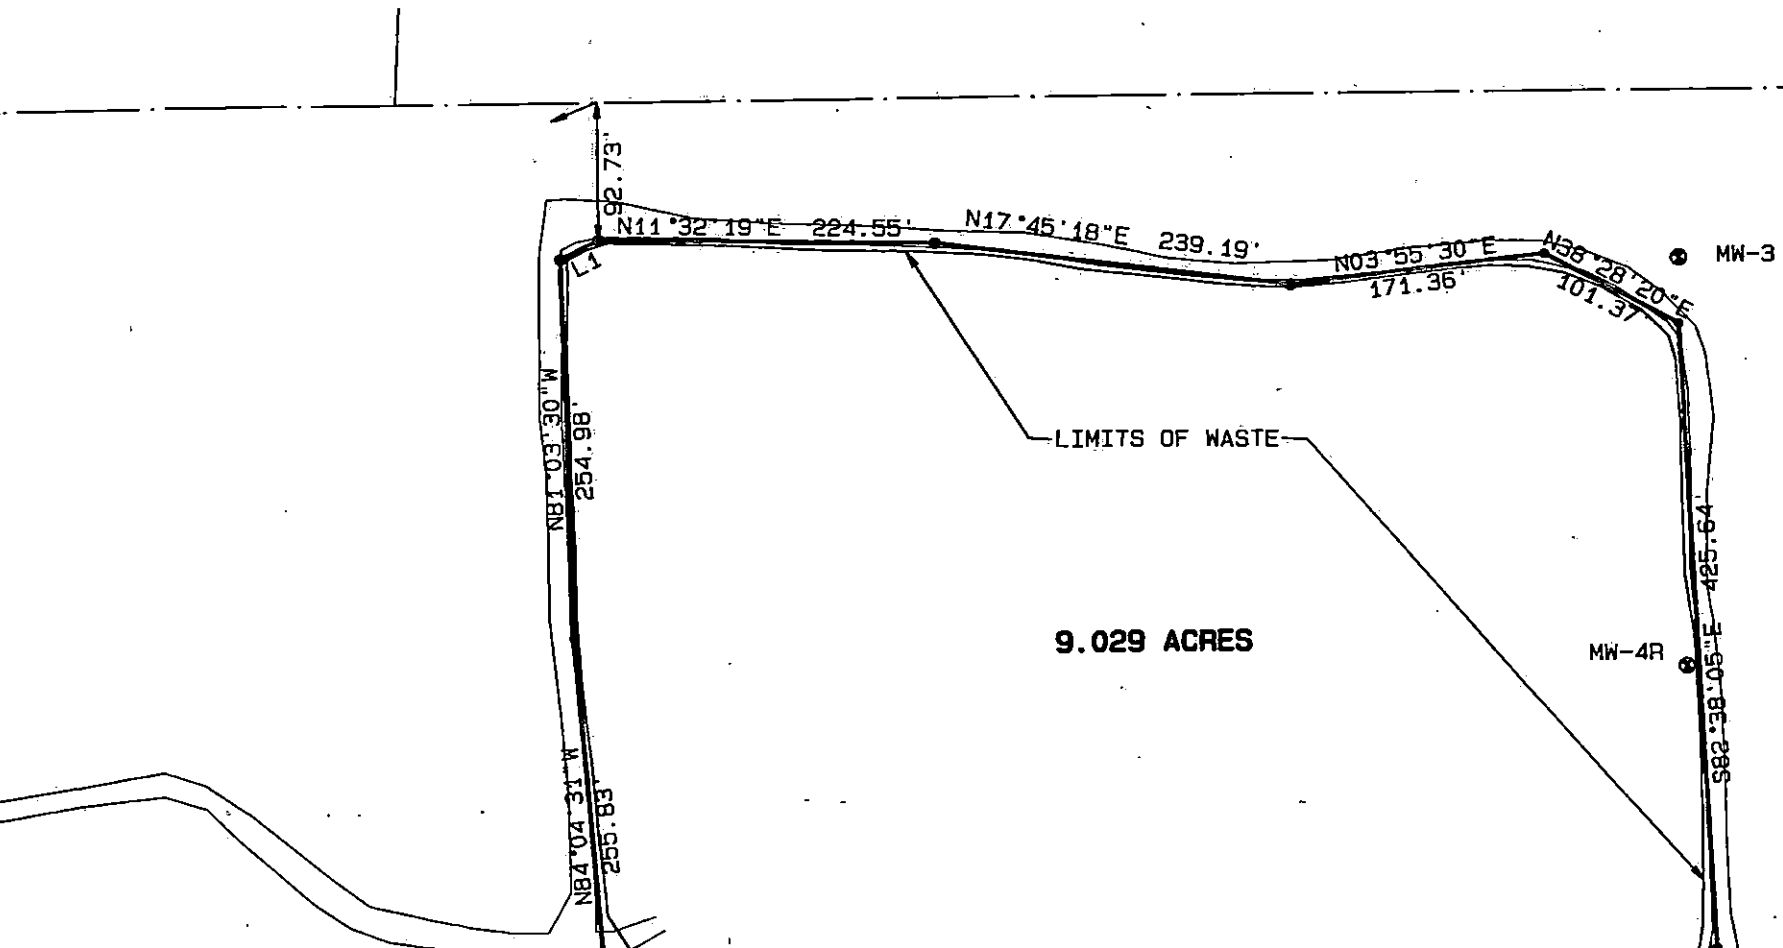 92.73'
N11°32'19"E 224.55'
N17°45'18"E 239.19'
N03°55'30"E
171.36'
N38°28'20"E
101.37'
MW-3
L1
N81°03'30"W
254.98'
LIMITS OF WASTE
S82°38'05"E 425.64'
9.029 ACRES
MW-4R
N84°04'31"W
255.83'